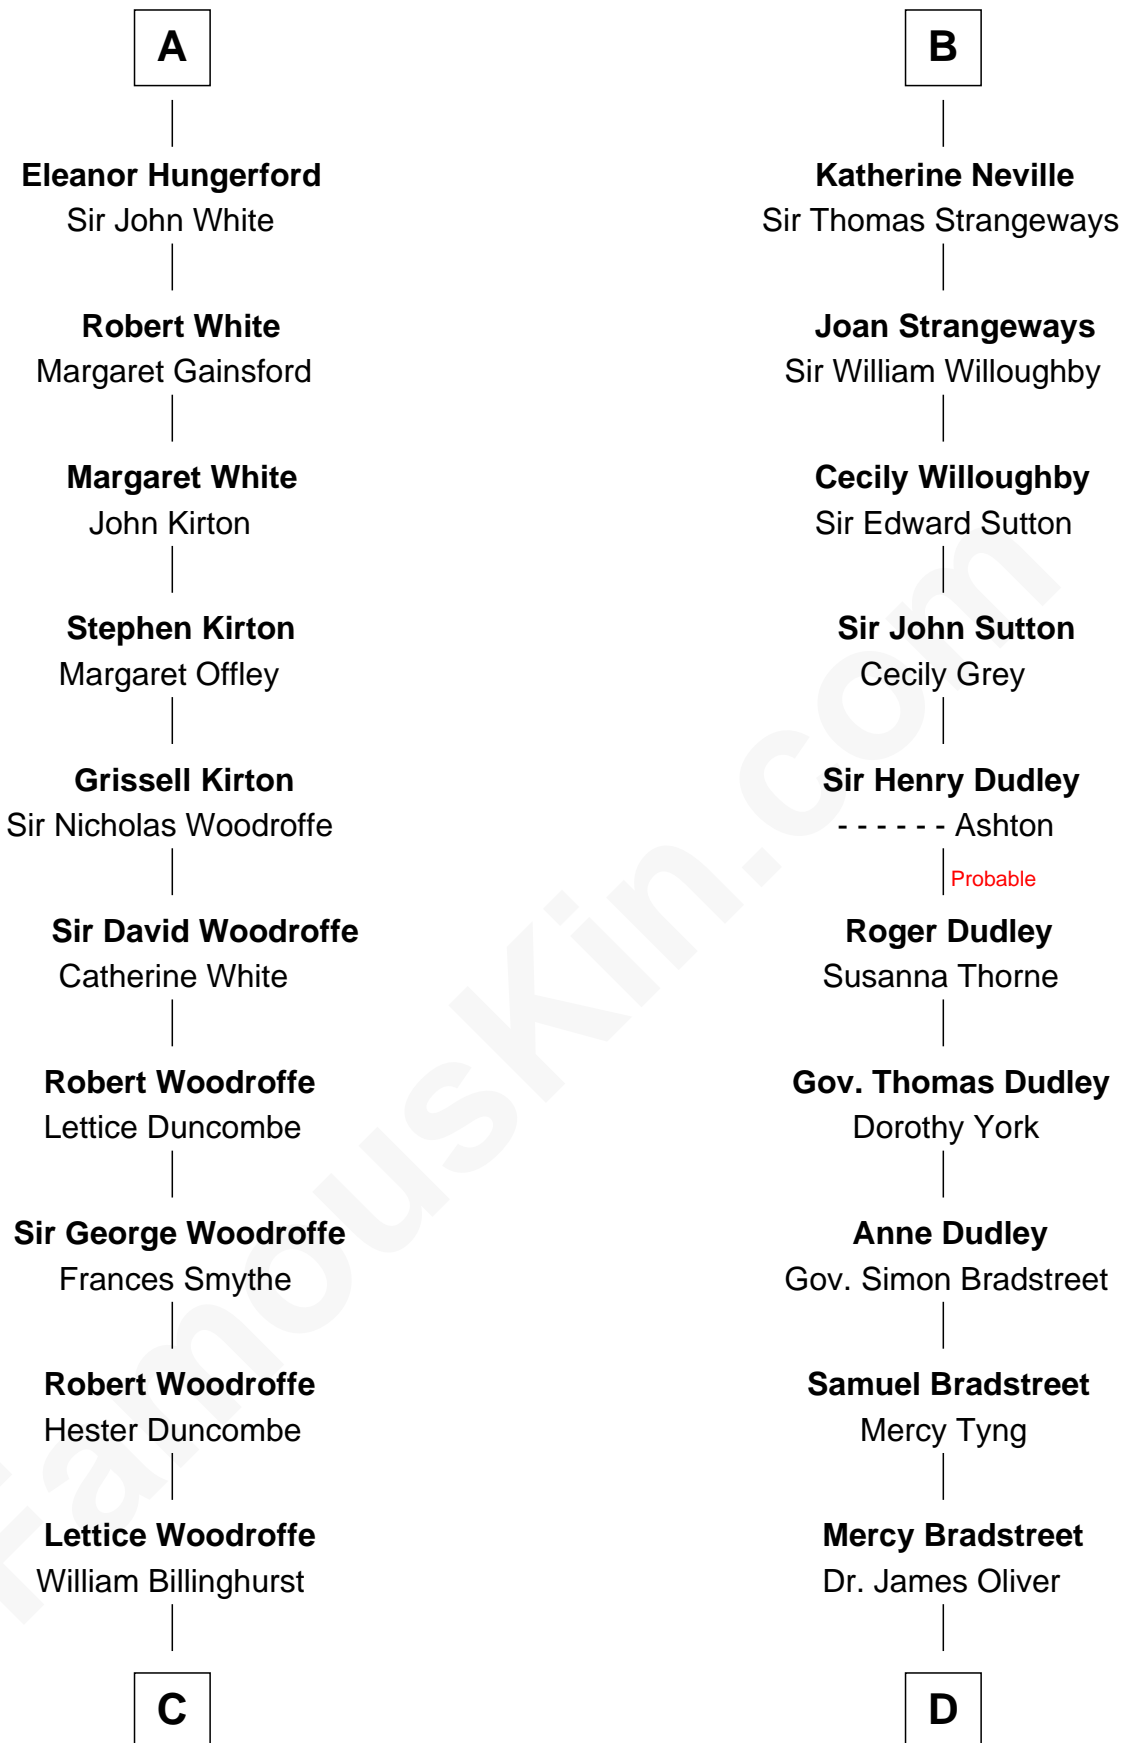 A
Eleanor Hungerford
Sir John White
Robert White
Margaret Gainsford
Margaret White
John Kirton
Stephen Kirton
Margaret Offley
Grissell Kirton
Sir Nicholas Woodroffe
Sir David Woodroffe
Catherine White
Robert Woodroffe
Lettice Duncombe
Sir George Woodroffe
Frances Smythe
Robert Woodroffe
Hester Duncombe
Lettice Woodroffe
William Billinghurst
C
B
Katherine Neville
Sir Thomas Strangeways
Joan Strangeways
Sir William Willoughby
Cecily Willoughby
Sir Edward Sutton
Sir John Sutton
Cecily Grey
Sir Henry Dudley
- - - - - - Ashton
Probable
Roger Dudley
Susanna Thorne
Gov. Thomas Dudley
Dorothy York
Anne Dudley
Gov. Simon Bradstreet
Samuel Bradstreet
Mercy Tyng
Mercy Bradstreet
Dr. James Oliver
D
FamousKin.com